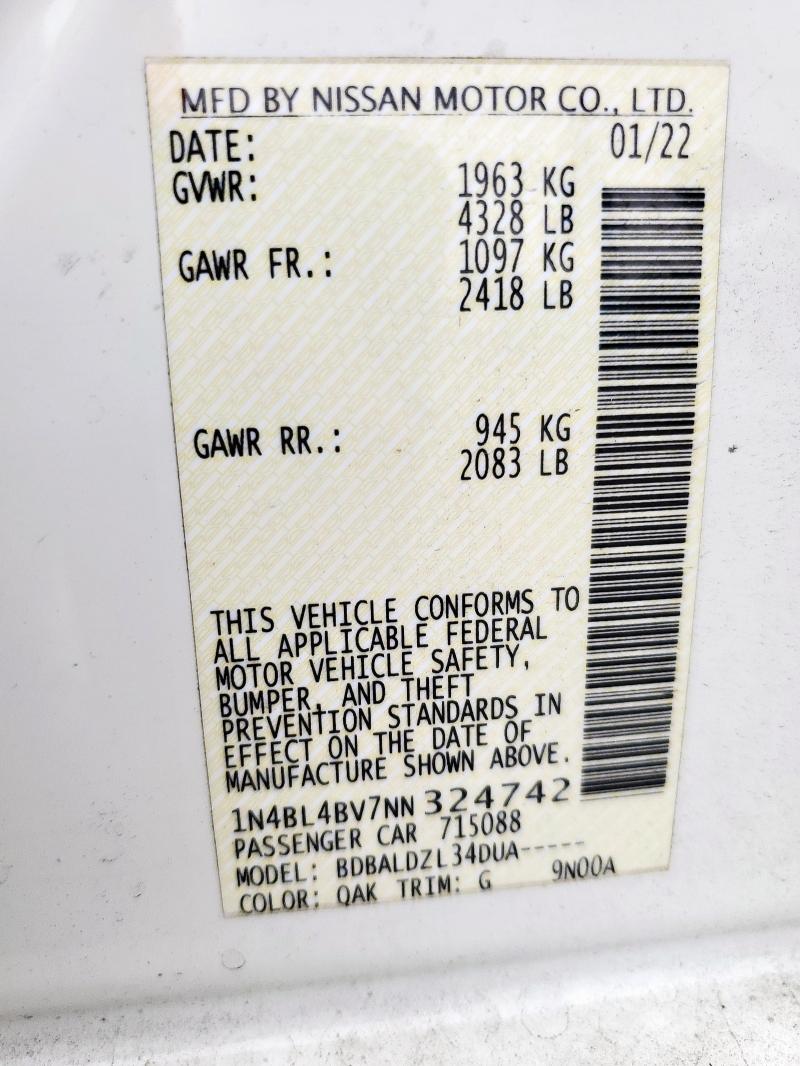 MFD BY NISSAN MOTOR CO., LTD.
DATE: 01/22
GVWR: 1963 KG
4328 LB
GAWR FR.: 1097 KG
2418 LB
GAWR RR.: 945 KG
2083 LB
THIS VEHICLE CONFORMS TO
ALL APPLICABLE FEDERAL
MOTOR VEHICLE SAFETY,
BUMPER, AND THEFT
PREVENTION STANDARDS IN
EFFECT ON THE DATE OF
MANUFACTURE SHOWN ABOVE.
1N4BL4BV7NN 324742
PASSENGER CAR 715088
MODEL: BDBALDZL34DUA-----
COLOR: QAK TRIM: G 9N00A